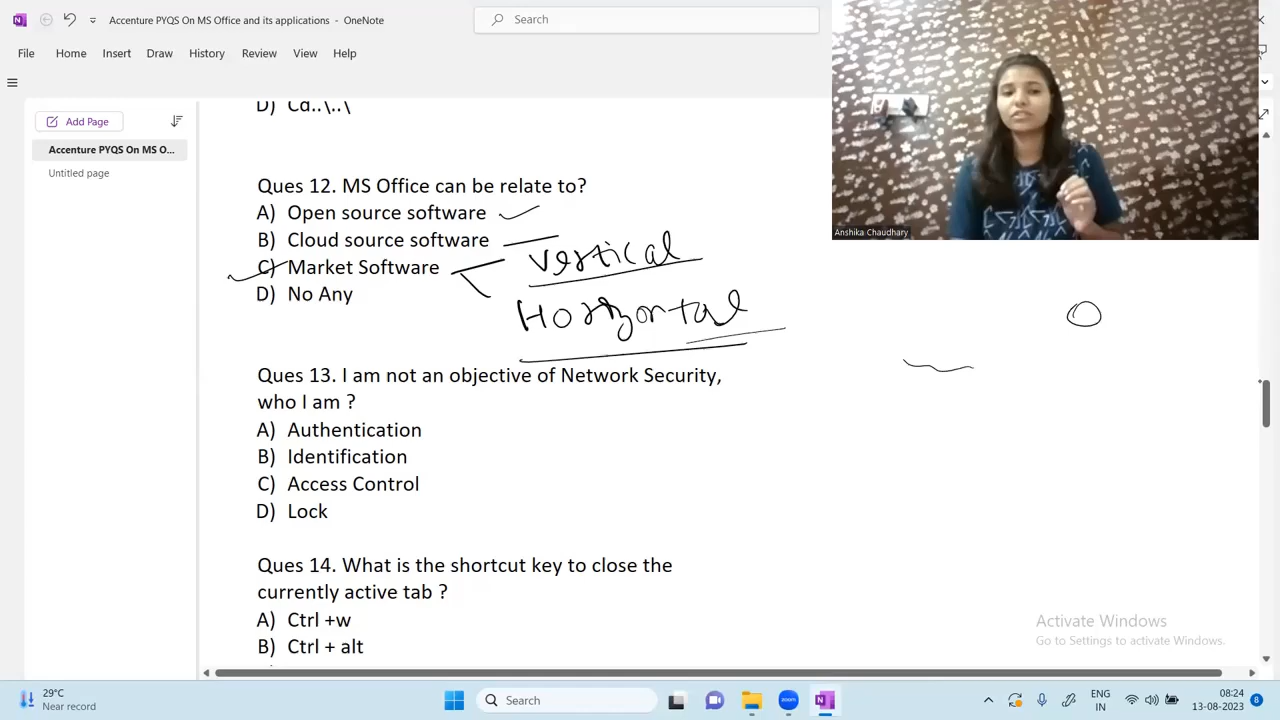 Accenture PYQS On MS Office and its applications - OneNote
Search
File Home Insert Draw History Review View Help
Add Page
Accenture PYQS On MS O...
Untitled page
D) Cd..\..\
Ques 12. MS Office can be relate to?
A) Open source software
B) Cloud source software
C) Market Software
D) No Any
Vertical
Horizontal
Ques 13. I am not an objective of Network Security,
who I am ?
A) Authentication
B) Identification
C) Access Control
D) Lock
Ques 14. What is the shortcut key to close the
currently active tab ?
A) Ctrl +w
B) Ctrl + alt
Anshika Chaudhary
Activate Windows
Go to Settings to activate Windows.
29°C
Near record
Search
zoom
ENG
IN
08:24
13-08-2023
8